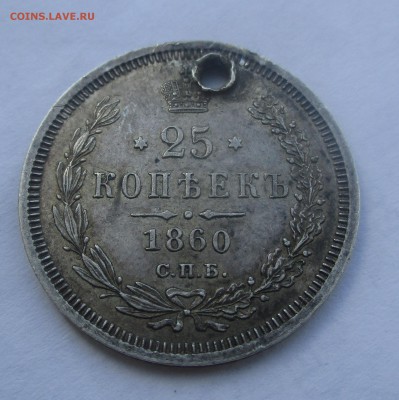 COINS.LAVE.RU
* 25 *
КОПѢЕКЪ
1860
С.П.Б.